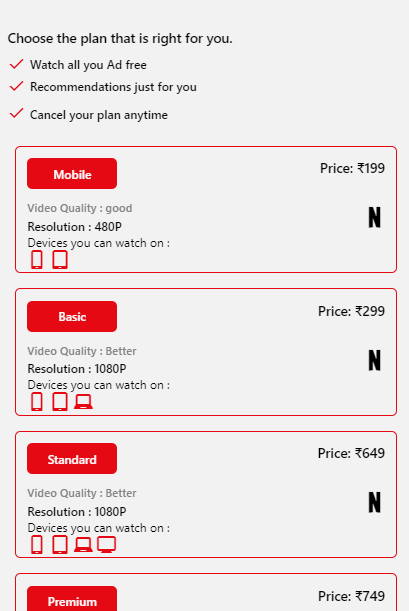 Choose the plan that is right for you.
Watch all you Ad free
Recommendations just for you
Cancel your plan anytime
Mobile
Price: ₹199
Video Quality : good
N
Resolution : 480P
Devices you can watch on :
Basic
Price: ₹299
Video Quality : Better
N
Resolution : 1080P
Devices you can watch on :
Standard
Price: ₹649
Video Quality : Better
N
Resolution : 1080P
Devices you can watch on :
Premium
Price: ₹749